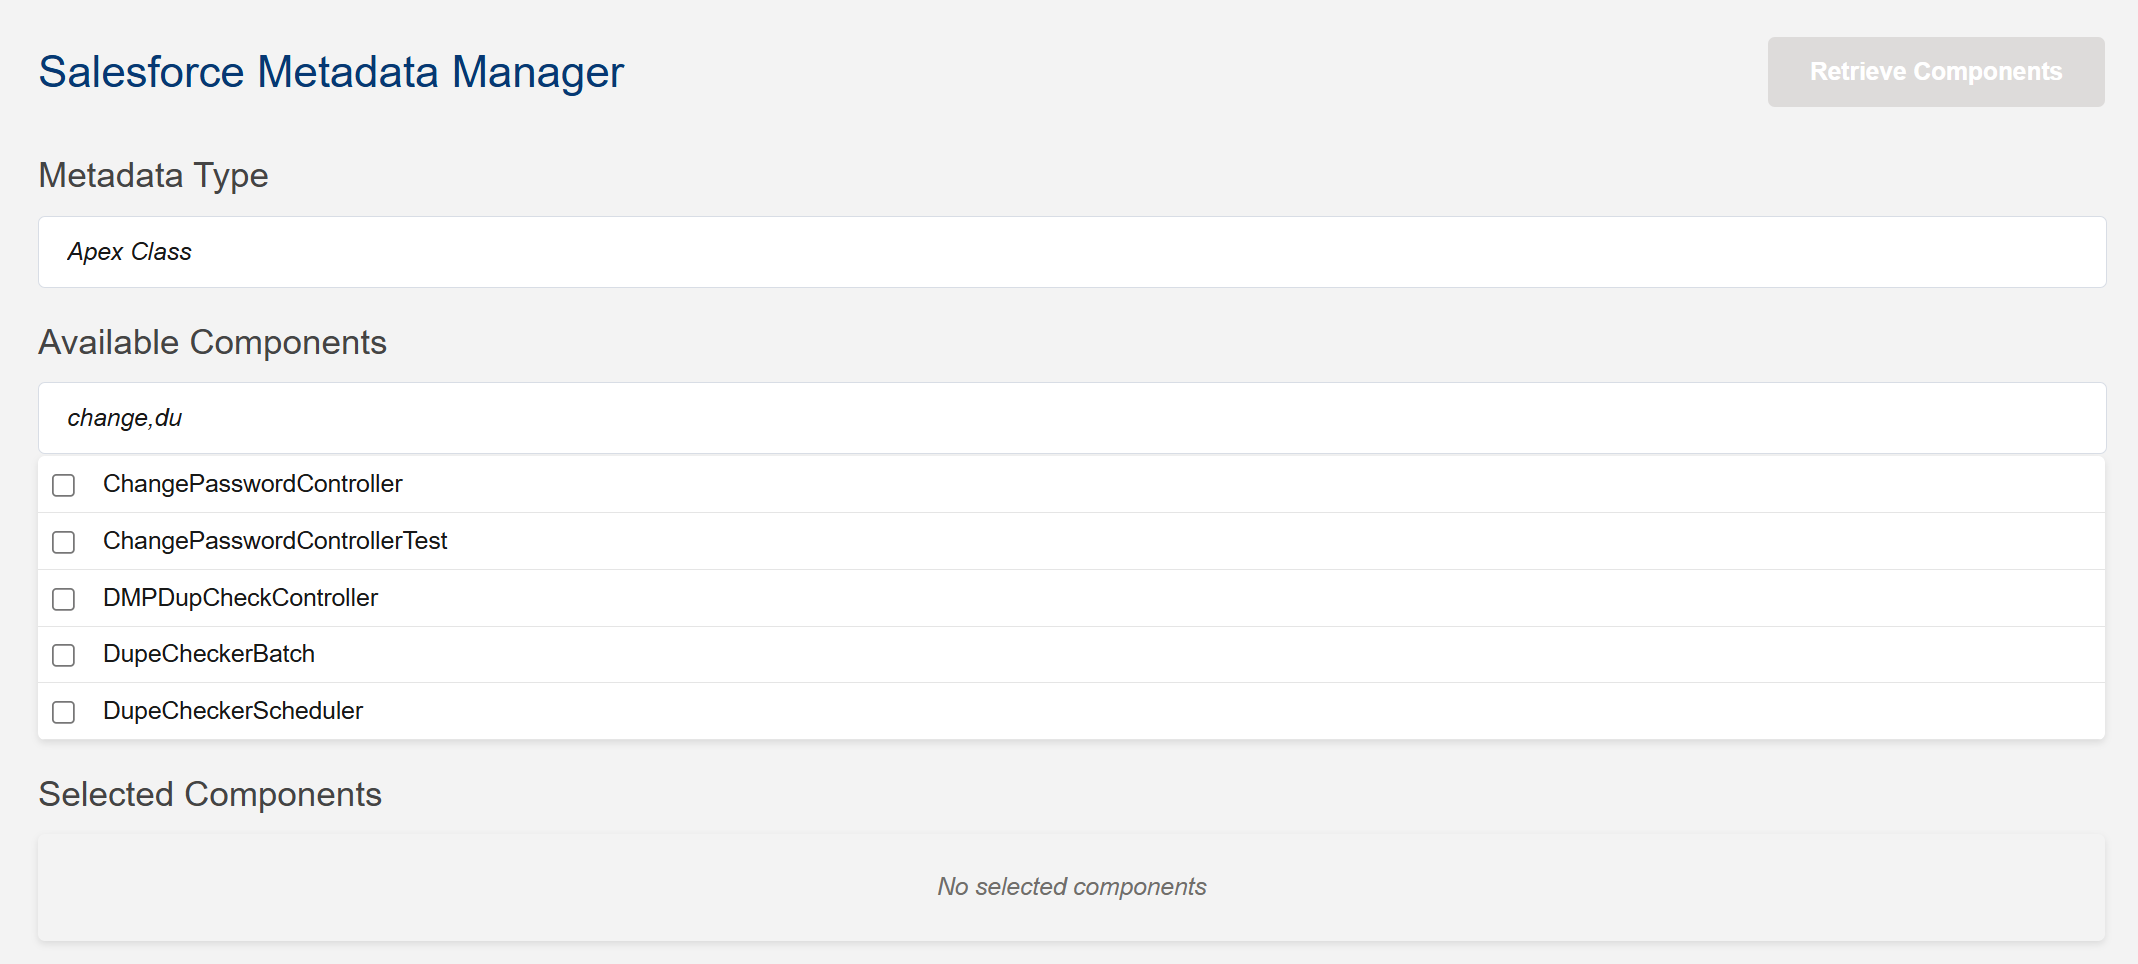 Salesforce Metadata Manager
Retrieve Components
Metadata Type
Apex Class
Available Components
change,du
ChangePasswordController
ChangePasswordControllerTest
DMPDupCheckController
DupeCheckerBatch
DupeCheckerScheduler
Selected Components
No selected components